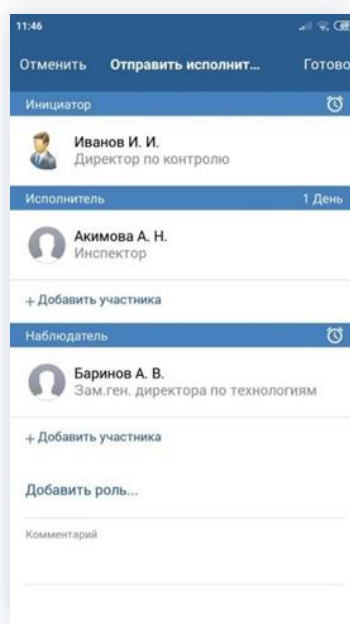 11:46
Отменить Отправить исполнит... Готово
Инициатор
Иванов И. И.
Директор по контролю
Исполнитель 1 День
Акимова А. Н.
Инспектор
+ Добавить участника
Наблюдатель
Баринов А. В.
Зам.ген. директора по технологиям
+ Добавить участника
Добавить роль...
Комментарий